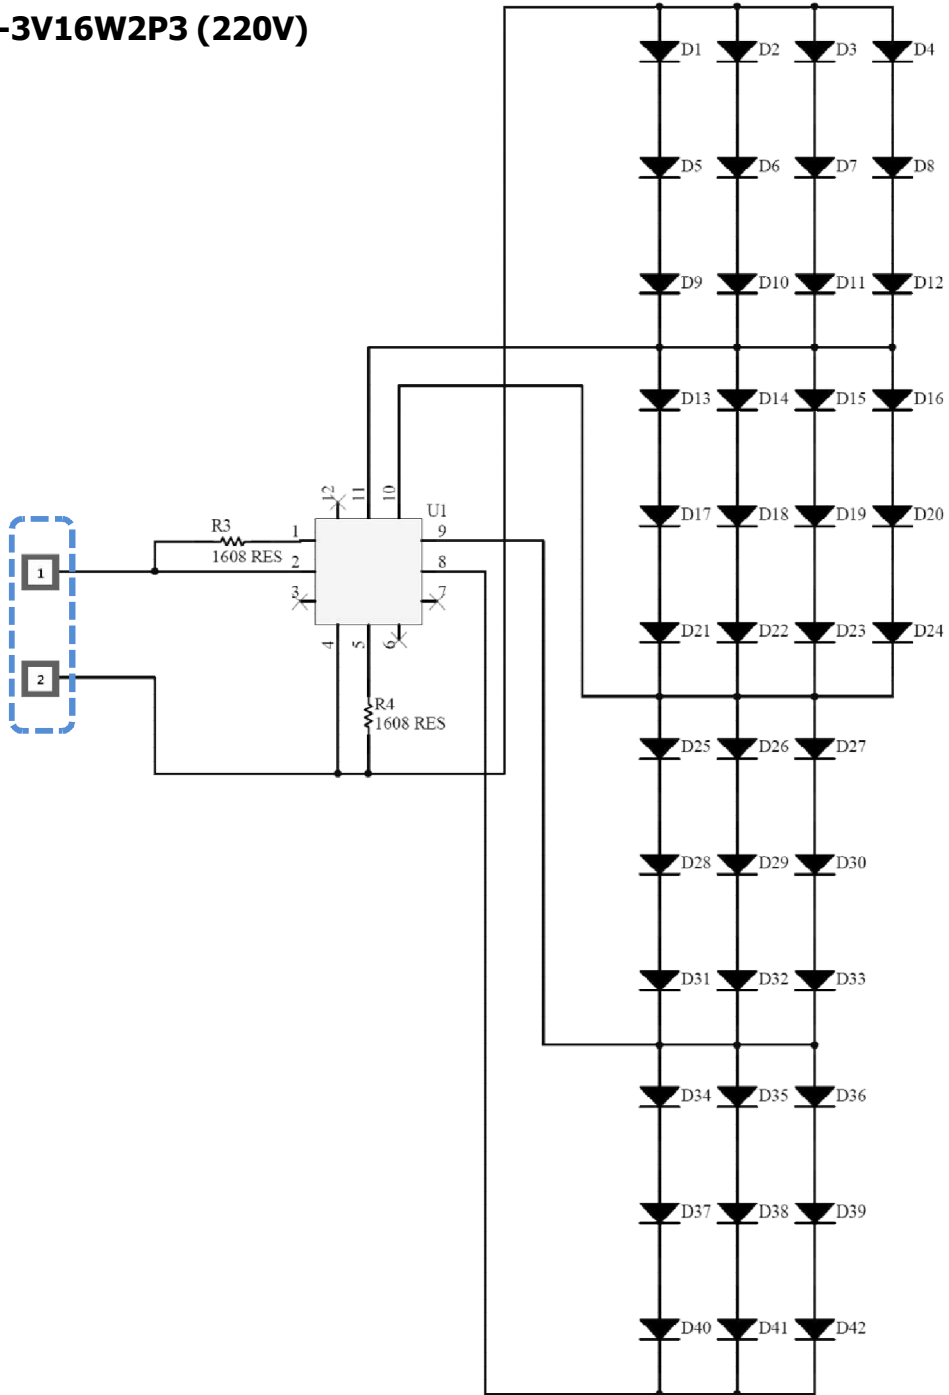 -3V16W2P3 (220V)
D1 D2 D3 D4
D5 D6 D7 D8
D9 D10 D11 D12
D13 D14 D15 D16
12 11 10
U1
R3
1 9
1608 RES
D17 D18 D19 D20
1
2 8
3 7
D21 D22 D23 D24
4 5 6
2
R4
1608 RES
D25 D26 D27
D28 D29 D30
D31 D32 D33
D34 D35 D36
D37 D38 D39
D40 D41 D42